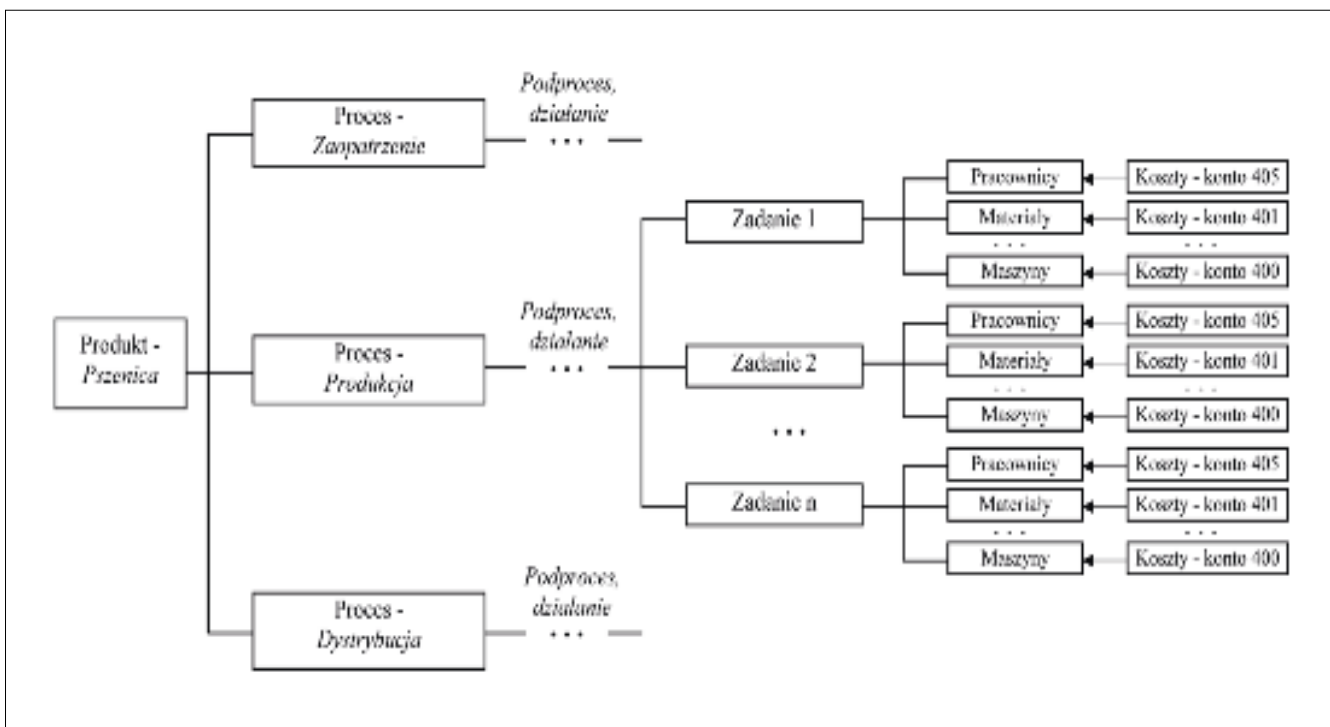 Produkt -
Pszenica
Proces -
Zaopatrzenie
Podproces,
działanie
...
Proces -
Produkcja
Podproces,
działanie
...
Proces -
Dystrybucja
Podproces,
działanie
...
Zadanie 1
Pracownicy
Koszty - konto 405
Materiały
Koszty - konto 401
... ...
Maszyny
Koszty - konto 400
Zadanie 2
Pracownicy
Koszty - konto 405
Materiały
Koszty - konto 401
... ...
Maszyny
Koszty - konto 400
...
Zadanie n
Pracownicy
Koszty - konto 405
Materiały
Koszty - konto 401
... ...
Maszyny
Koszty - konto 400